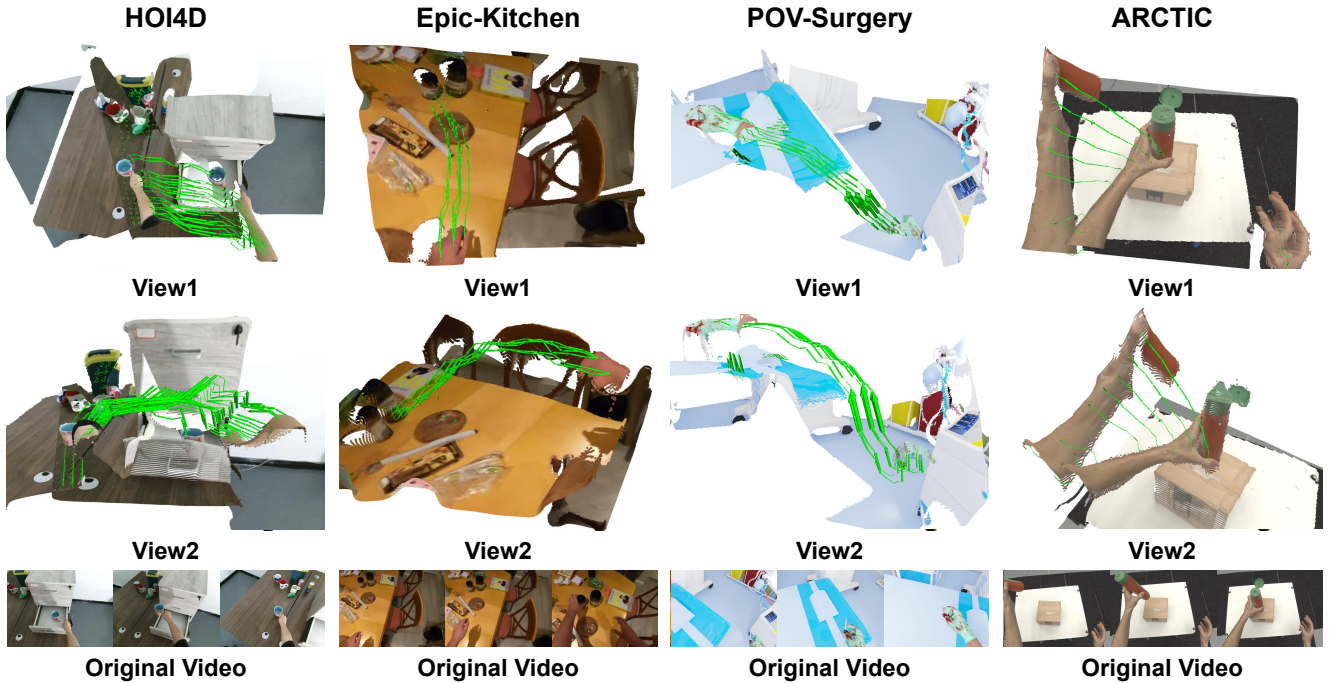 HOI4D Epic-Kitchen POV-Surgery ARCTIC
View1 View1 View1 View1
View2 View2 View2 View2
Original Video Original Video Original Video Original Video